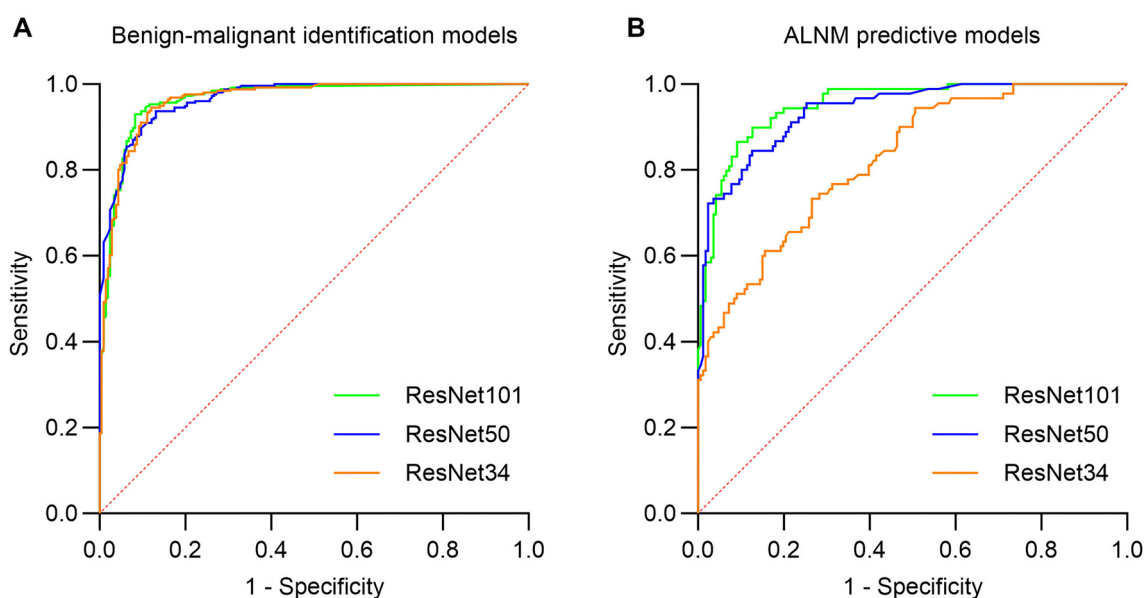 A
Benign-malignant identification models
1.0
0.8
0.6
0.4
0.2
0.0
Sensitivity
ResNet101
ResNet50
ResNet34
0.0
0.2
0.4
0.6
0.8
1.0
1 - Specificity
B
ALNM predictive models
1.0
0.8
0.6
0.4
0.2
0.0
Sensitivity
ResNet101
ResNet50
ResNet34
0.0
0.2
0.4
0.6
0.8
1.0
1 - Specificity